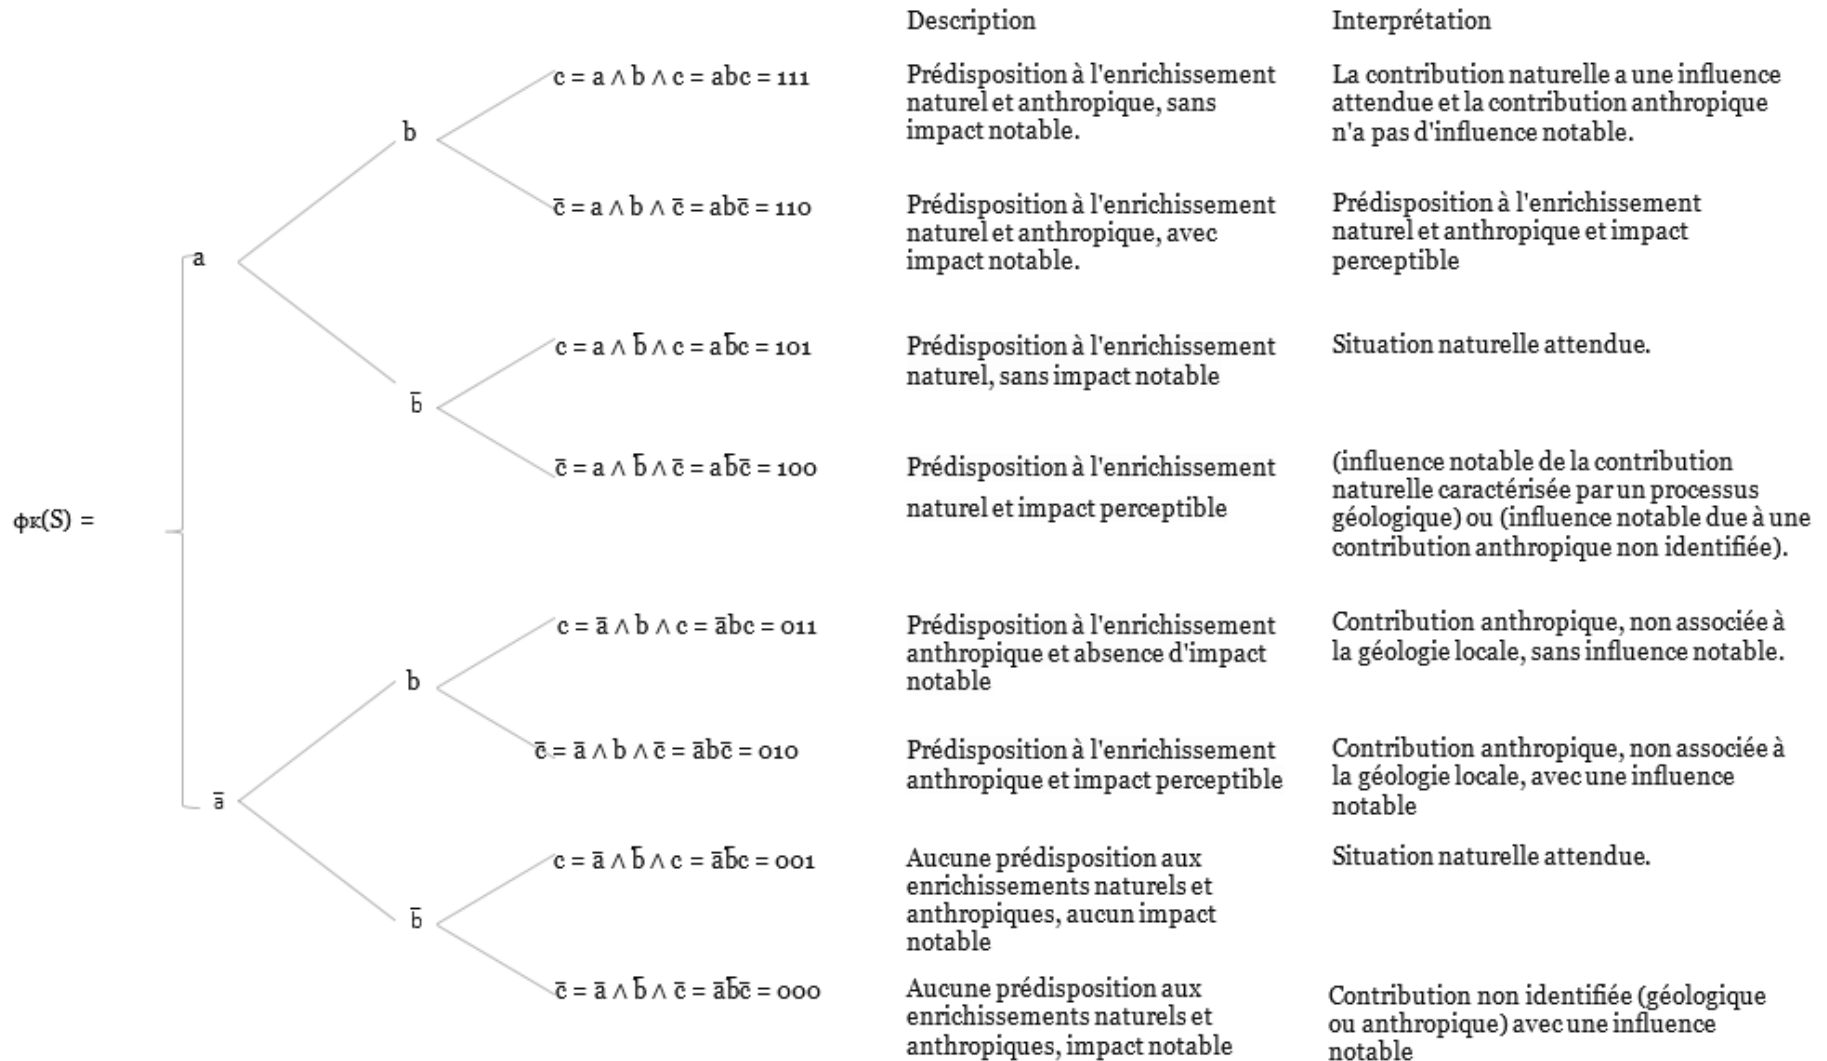 Description
Interprétation
c = a ∧ b ∧ c = abc = 111
Prédisposition à l'enrichissement
naturel et anthropique, sans
impact notable.
La contribution naturelle a une influence
attendue et la contribution anthropique
n'a pas d'influence notable.
b
c̄ = a ∧ b ∧ c̄ = abc̄ = 110
Prédisposition à l'enrichissement
naturel et anthropique, avec
impact notable.
Prédisposition à l'enrichissement
naturel et anthropique et impact
perceptible
a
c = a ∧ b̄ ∧ c = ab̄c = 101
Prédisposition à l'enrichissement
naturel, sans impact notable
Situation naturelle attendue.
b̄
c̄ = a ∧ b̄ ∧ c̄ = ab̄c̄ = 100
Prédisposition à l'enrichissement
naturel et impact perceptible
(influence notable de la contribution
naturelle caractérisée par un processus
géologique) ou (influence notable due à une
contribution anthropique non identifiée).
ϕκ(S) =
c = ā ∧ b ∧ c = ābc = 011
Prédisposition à l'enrichissement
anthropique et absence d'impact
notable
Contribution anthropique, non associée à
la géologie locale, sans influence notable.
b
c̄ = ā ∧ b ∧ c̄ = ābc̄ = 010
Prédisposition à l'enrichissement
anthropique et impact perceptible
Contribution anthropique, non associée à
la géologie locale, avec une influence
notable
ā
c = ā ∧ b̄ ∧ c = āb̄c = 001
Aucune prédisposition aux
enrichissements naturels et
anthropiques, aucun impact
notable
Situation naturelle attendue.
b̄
c̄ = ā ∧ b̄ ∧ c̄ = āb̄c̄ = 000
Aucune prédisposition aux
enrichissements naturels et
anthropiques, impact notable
Contribution non identifiée (géologique
ou anthropique) avec une influence
notable